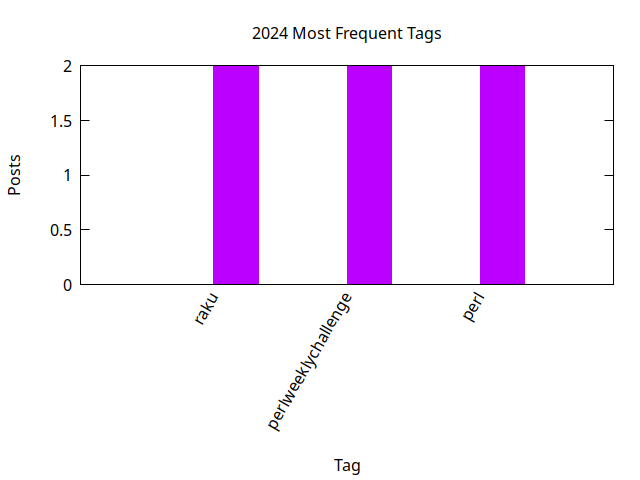 2024 Most Frequent Tags
2
1.5
1
0.5
0
Posts
raku
perlweeklychallenge
perl
Tag